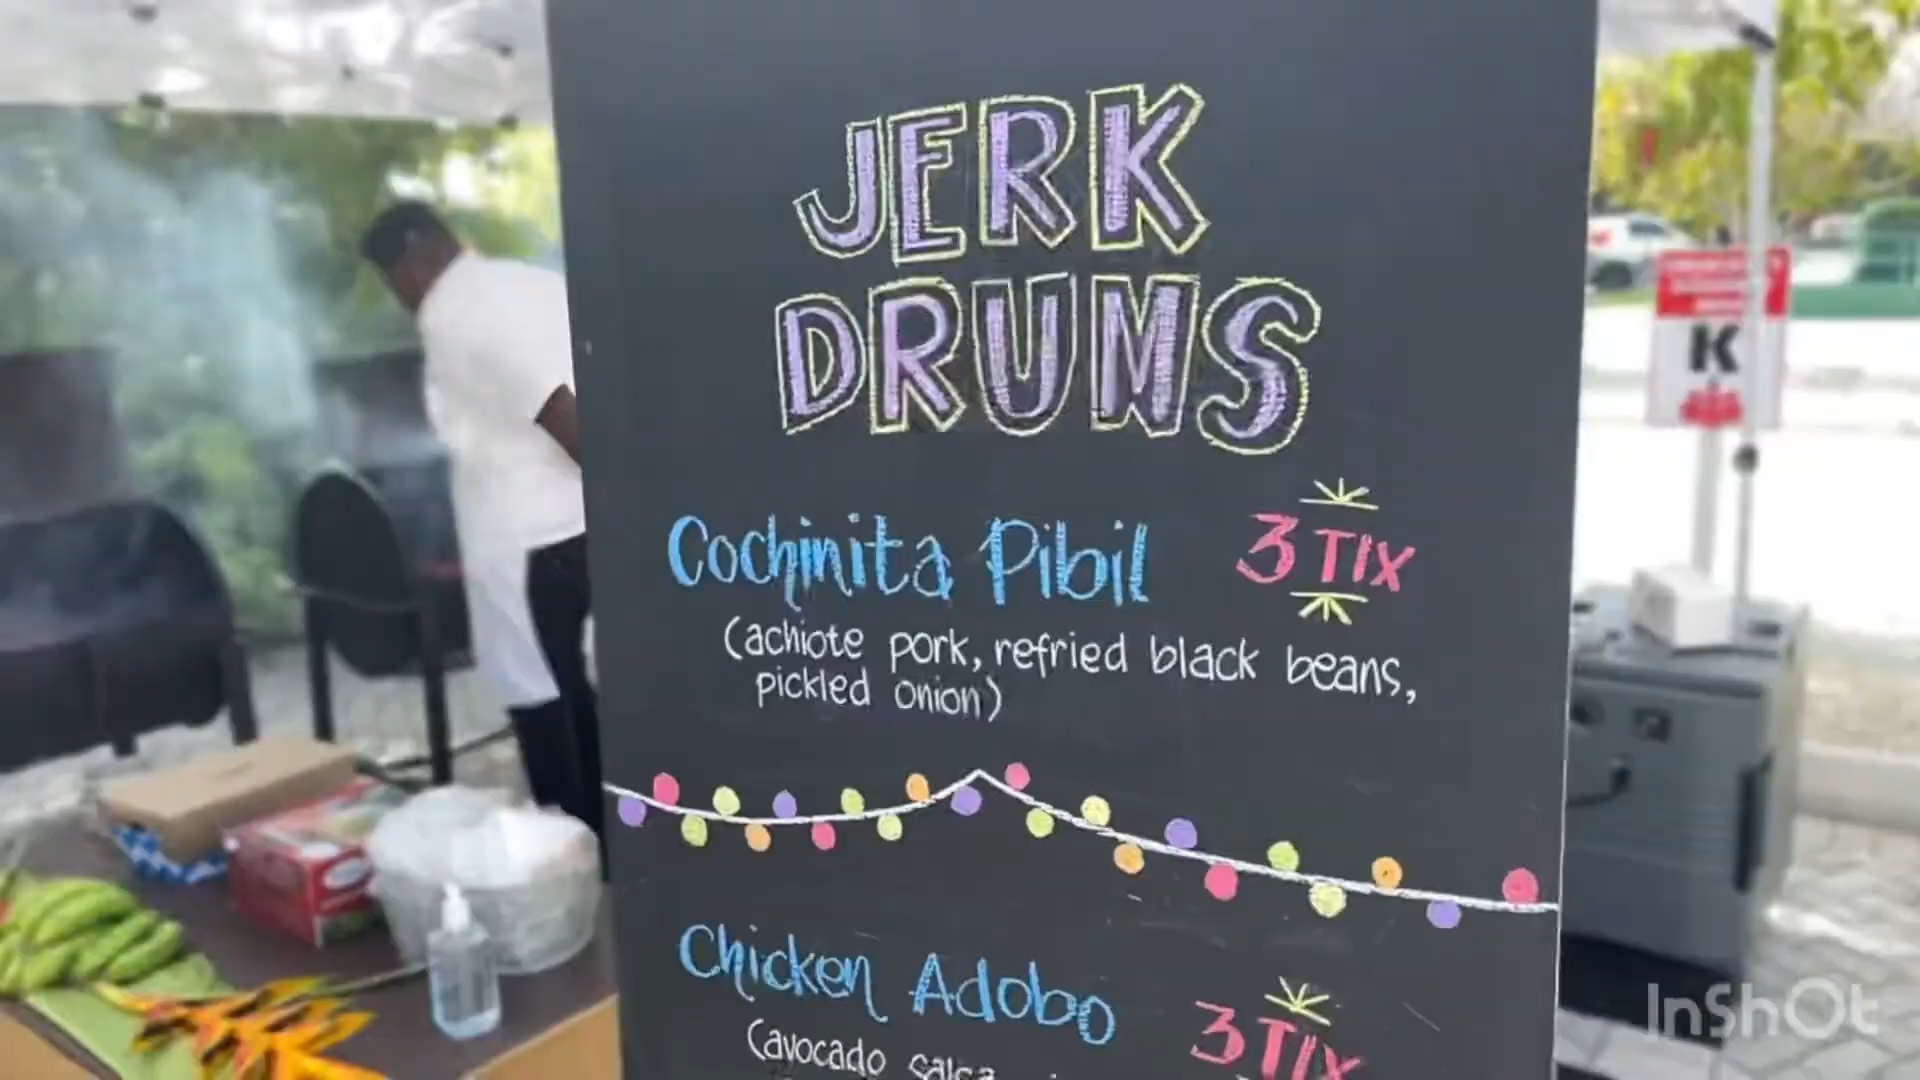 JERK
DRUMS
Cochinita Pibil 3 TIX
(achiote pork, refried black beans,
pickled onion)
Chicken Adobo 3 TIX
(avocado salsa
K
InShOt